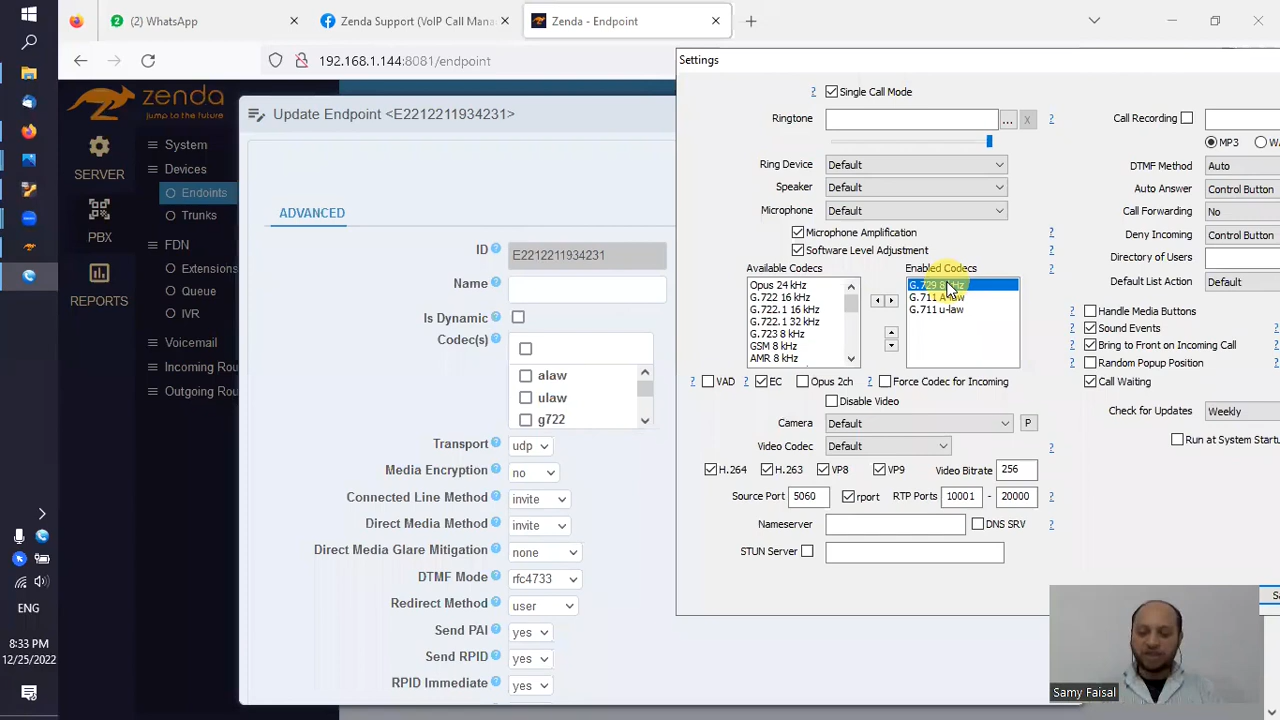 (2) WhatsApp
Zenda Support (VoIP Call Mana
Zenda - Endpoint
192.168.1.144:8081/endpoint
zenda
jump to the future
SERVER
PBX
REPORTS
System
Devices
Endoints
Trunks
FDN
Extensions
Queue
IVR
Voicemail
Incoming Rou
Outgoing Rou
Update Endpoint <E2212211934231>
ADVANCED
ID
E2212211934231
Name
Is Dynamic
Codec(s)
alaw
ulaw
g722
Transport
udp
Media Encryption
no
Connected Line Method
invite
Direct Media Method
invite
Direct Media Glare Mitigation
none
DTMF Mode
rfc4733
Redirect Method
user
Send PAI
yes
Send RPID
yes
RPID Immediate
yes
Settings
? Single Call Mode
Ringtone
... X ?
Ring Device Default
Speaker Default
Microphone Default
Microphone Amplification ?
Software Level Adjustment ?
Available Codecs
Enabled Codecs ?
Opus 24 kHz
G.722 16 kHz
G.722.1 16 kHz
G.722.1 32 kHz
G.723 8 kHz
GSM 8 kHz
AMR 8 kHz
G.729 8 kHz
G.711 A-law
G.711 u-law
? VAD ? EC Opus 2ch ? Force Codec for Incoming
Disable Video
Camera Default P
Video Codec Default ?
H.264 H.263 VP8 VP9 Video Bitrate 256
Source Port 5060 rport RTP Ports 10001 - 20000 ?
Nameserver DNS SRV ?
STUN Server
Call Recording
MP3 WA
DTMF Method Auto
Auto Answer Control Button
Call Forwarding No
Deny Incoming Control Button
Directory of Users
Default List Action Default
? Handle Media Buttons
? Sound Events
? Bring to Front on Incoming Call
? Random Popup Position
Call Waiting
Check for Updates Weekly
Run at System Startu
Sa
Samy Faisal
ENG
8:33 PM
12/25/2022